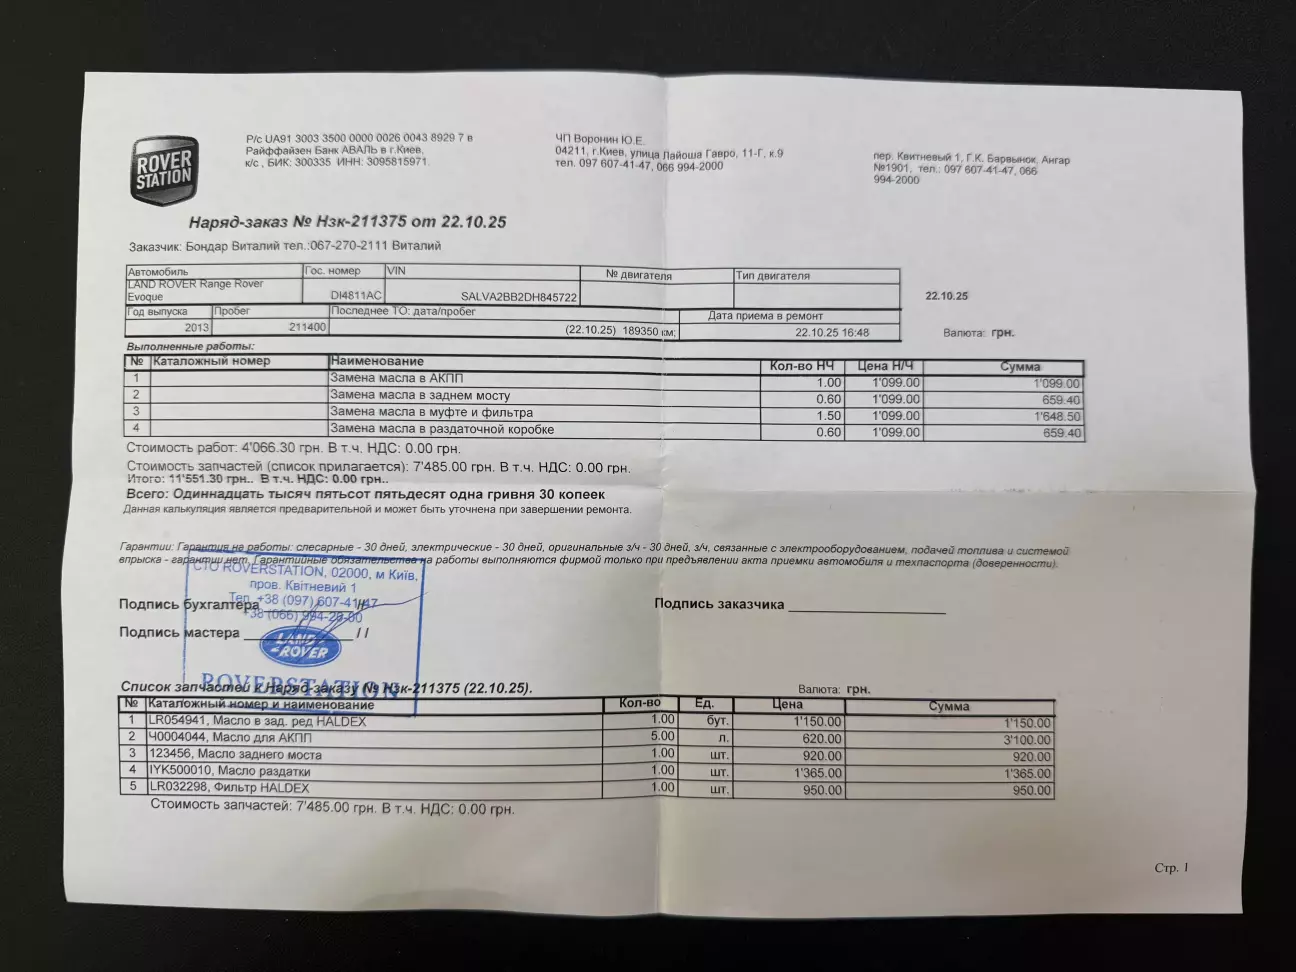 ROVER
STATION
Р/с UA91 3003 3500 0000 0026 0043 8929 7 в
Райффайзен Банк АВАЛЬ в г.Киев,
к/с , БИК: 300335 ИНН: 3095815971.
ЧП Воронин Ю.Е.
04211, г.Киев, улица Лайоша Гавро, 11-Г, к.9
тел. 097 607-41-47, 066 994-2000
пер. Квитневый 1, Г.К. Барвынок, Ангар
№1901, тел.: 097 607-41-47, 066
994-2000
Наряд-заказ № Нзк-211375 от 22.10.25
Заказчик: Бондар Виталий тел.:067-270-2111 Виталий
Автомобиль Гос. номер VIN № двигателя Тип двигателя
LAND ROVER Range Rover
Evoque DI4811AC SALVA2BB2DH845722
22.10.25
Год выпуска Пробег Последнее ТО: дата/пробег Дата приема в ремонт
2013 211400 (22.10.25) 189350 км; 22.10.25 16:48
Валюта: грн.
Выполненные работы:
№ Каталожный номер Наименование Кол-во НЧ Цена Н/Ч Сумма
1 Замена масла в АКПП 1.00 1'099.00 1'099.00
2 Замена масла в заднем мосту 0.60 1'099.00 659.40
3 Замена масла в муфте и фильтра 1.50 1'099.00 1'648.50
4 Замена масла в раздаточной коробке 0.60 1'099.00 659.40
Стоимость работ: 4'066.30 грн. В т.ч. НДС: 0.00 грн.
Стоимость запчастей (список прилагается): 7'485.00 грн. В т.ч. НДС: 0.00 грн.
Итого: 11'551.30 грн.. В т.ч. НДС: 0.00 грн..
Всего: Одиннадцать тысяч пятьсот пятьдесят одна гривня 30 копеек
Данная калькуляция является предварительной и может быть уточнена при завершении ремонта.
Гарантии: Гарантия на работы: слесарные - 30 дней, электрические - 30 дней, оригинальные з/ч - 30 дней, з/ч, связанные с электрооборудованием, подачей топлива и системой
впрыска - гарантии нет. Гарантийные обязательства на работы выполняются фирмой только при предъявлении акта приемки автомобиля и техпаспорта (доверенности).
СТО ROVERSTATION, 02000, м Київ,
пров. Квітневий 1
Тел +38 (097) 607-41-47
+38 (066) 994-20-00
LAND
ROVER
ROVERSTATION
Подпись бухгалтера / /
Подпись заказчика
Подпись мастера / /
Список запчастей к Наряд-заказу № Нзк-211375 (22.10.25).
Валюта: грн.
№ Каталожный номер и наименование Кол-во Ед. Цена Сумма
1 LR054941, Масло в зад. ред HALDEX 1.00 бут. 1'150.00 1'150.00
2 Ч0004044, Масло для АКПП 5.00 л. 620.00 3'100.00
3 123456, Масло заднего моста 1.00 шт. 920.00 920.00
4 IYK500010, Масло раздатки 1.00 шт. 1'365.00 1'365.00
5 LR032298, Фильтр HALDEX 1.00 шт. 950.00 950.00
Стоимость запчастей: 7'485.00 грн. В т.ч. НДС: 0.00 грн.
Стр. 1